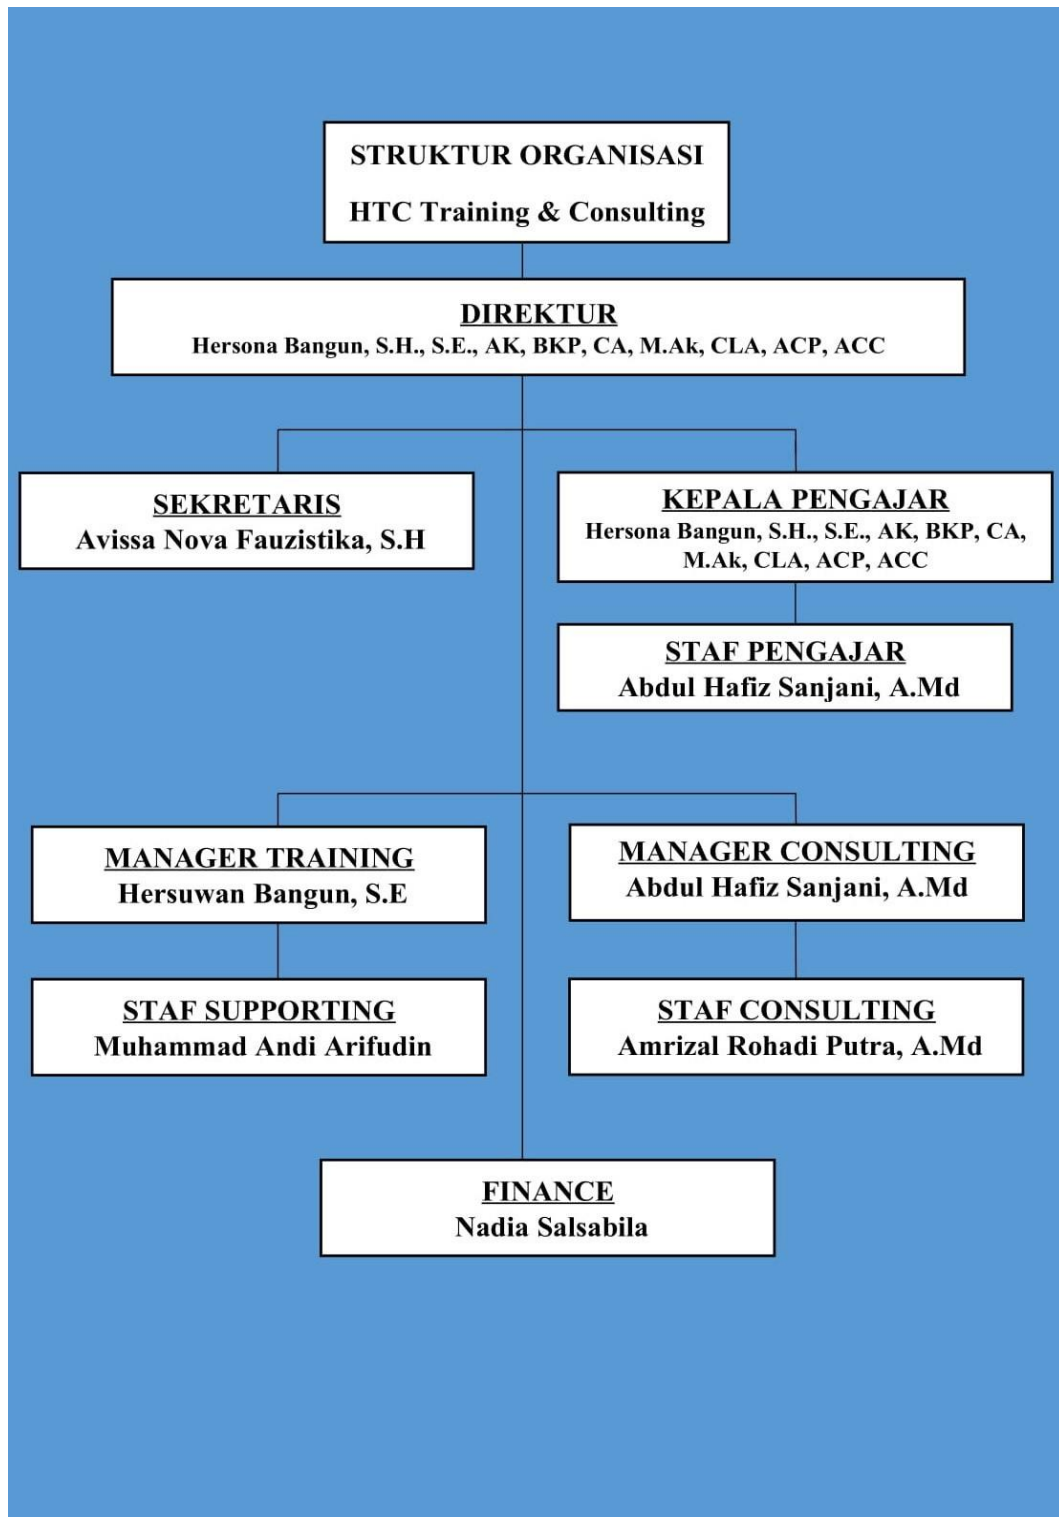 STRUKTUR ORGANISASI
HTC Training & Consulting
DIREKTUR
Hersona Bangun, S.H., S.E., AK, BKP, CA, M.Ak, CLA, ACP, ACC
SEKRETARIS
Avissa Nova Fauzistika, S.H
KEPALA PENGAJAR
Hersona Bangun, S.H., S.E., AK, BKP, CA,
M.Ak, CLA, ACP, ACC
STAF PENGAJAR
Abdul Hafiz Sanjani, A.Md
MANAGER TRAINING
Hersuwan Bangun, S.E
MANAGER CONSULTING
Abdul Hafiz Sanjani, A.Md
STAF SUPPORTING
Muhammad Andi Arifudin
STAF CONSULTING
Amrizal Rohadi Putra, A.Md
FINANCE
Nadia Salsabila